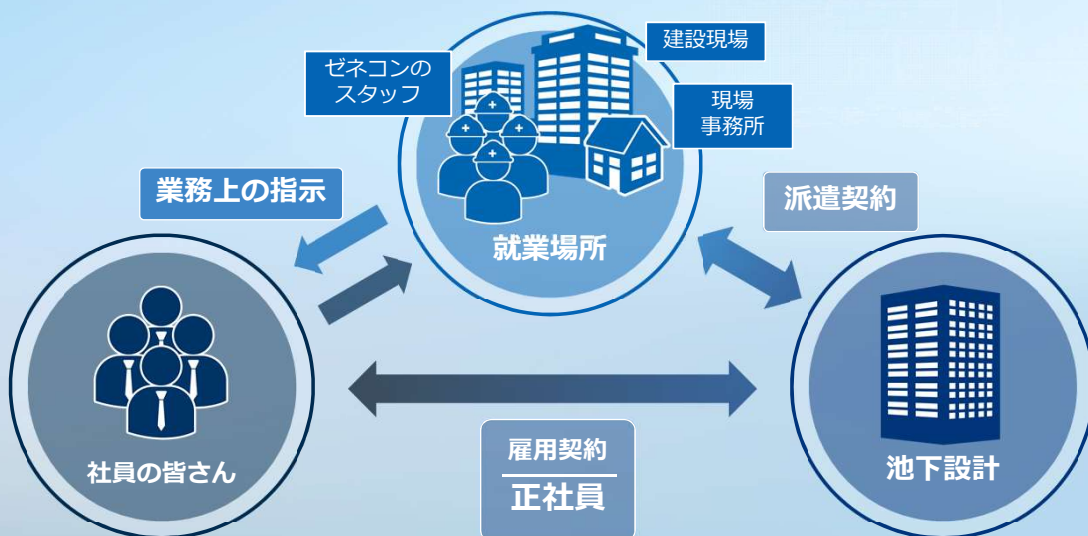 建設現場
ゼネコンの
スタッフ
現場
事務所
業務上の指示
派遣契約
就業場所
社員の皆さん
雇用契約
正社員
池下設計